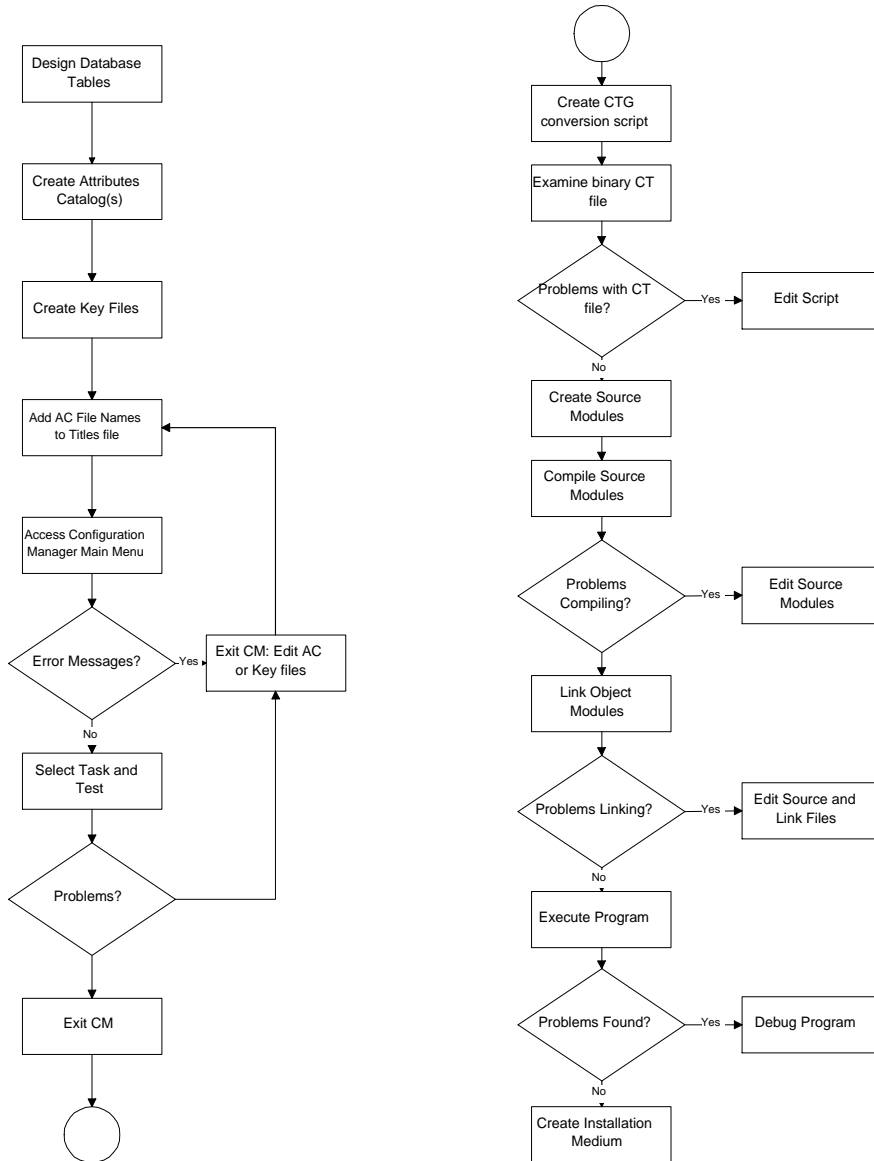 Design Database
Tables
Create Attributes
Catalog(s)
Create Key Files
Add AC File Names
to Titles file
Access Configuration
Manager Main Menu
Error Messages?
Yes
Exit CM: Edit AC
or Key files
No
Select Task and
Test
Problems?
Exit CM
Create CTG
conversion script
Examine binary CT
file
Problems with CT
file?
Yes
Edit Script
No
Create Source
Modules
Compile Source
Modules
Problems
Compiling?
Yes
Edit Source
Modules
No
Link Object
Modules
Problems Linking?
Yes
Edit Source and
Link Files
No
Execute Program
Problems Found?
Yes
Debug Program
No
Create Installation
Medium